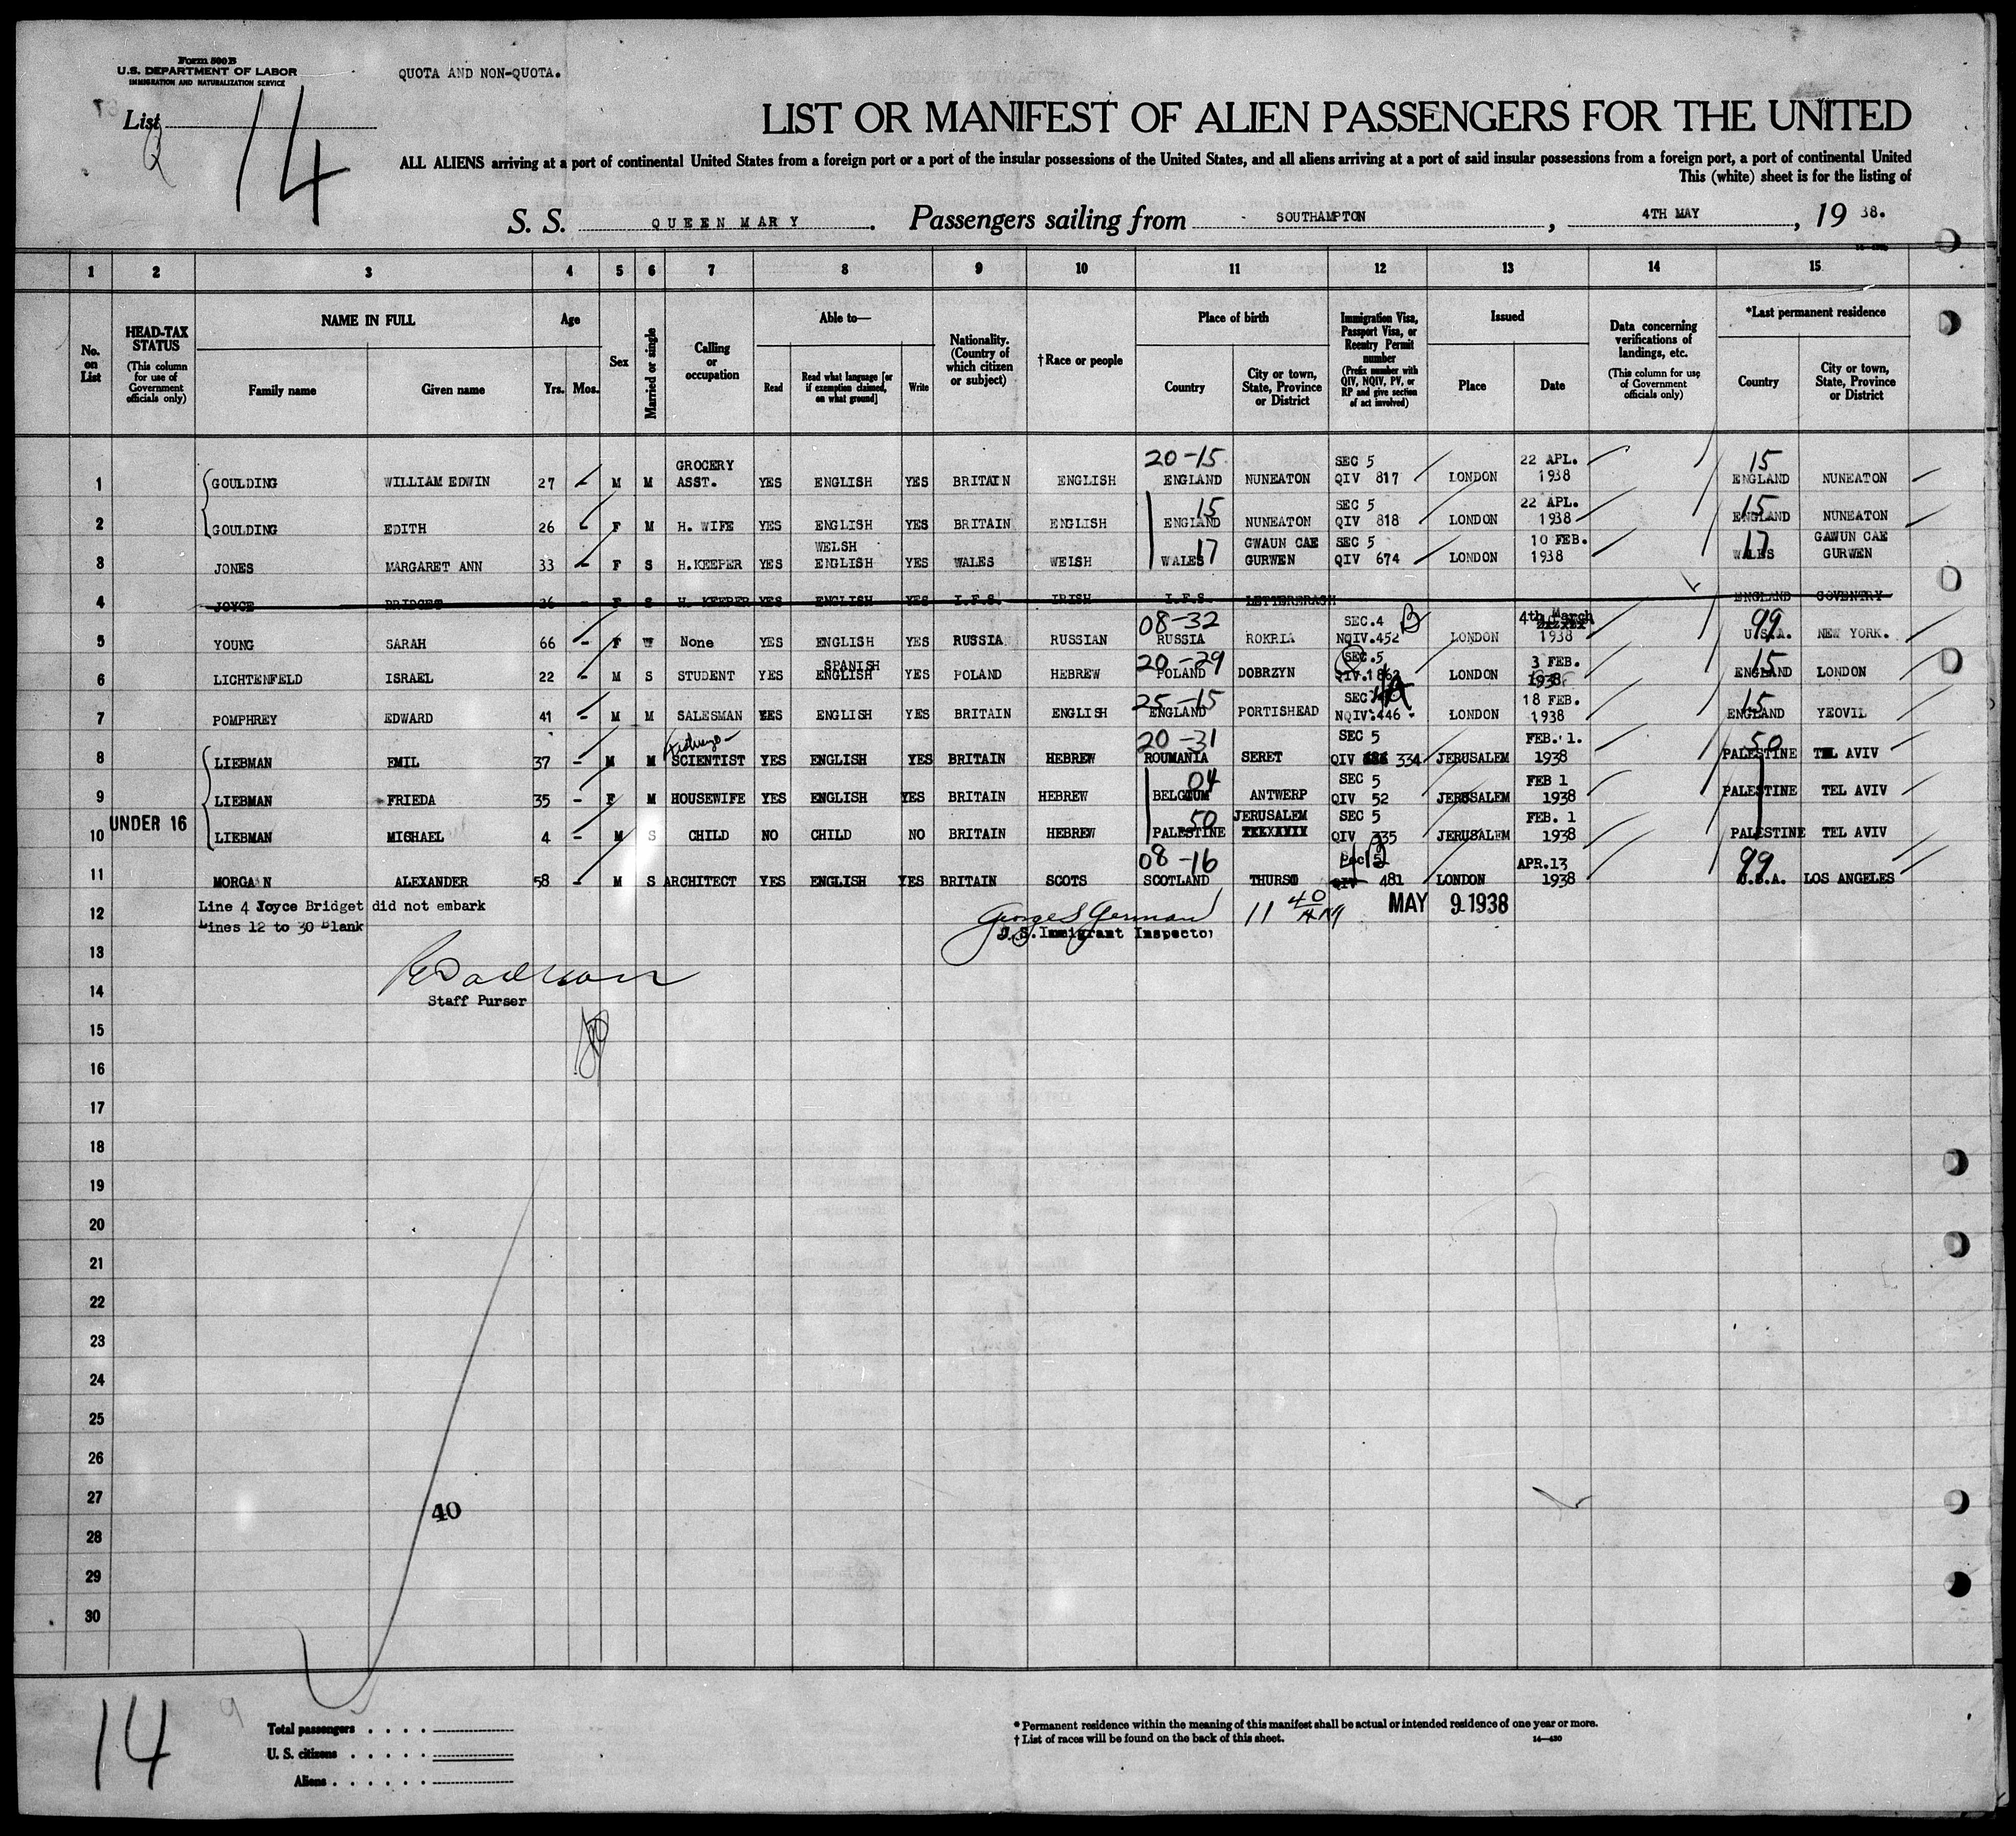 Form 500B
U.S. DEPARTMENT OF LABOR
IMMIGRATION AND NATURALIZATION SERVICE
QUOTA AND NON-QUOTA.
List 14
LIST OR MANIFEST OF ALIEN PASSENGERS FOR THE UNITED
ALL ALIENS arriving at a port of continental United States from a foreign port or a port of the insular possessions of the United States, and all aliens arriving at a port of said insular possessions from a foreign port, a port of continental United
This (white) sheet is for the listing of
S. S. QUEEN MARY. Passengers sailing from SOUTHAMPTON, 4TH MAY, 19 38.
1 2 3 4 5 6 7 8 9 10 11 12 13 14 15
No. on List
HEAD-TAX STATUS (This column for use of Government officials only)
NAME IN FULL
Family name
Given name
Age
Yrs. Mos.
Sex
Married or single
Calling or occupation
Able to—
Read
Read what language [or if exemption claimed, on what ground]
Write
Nationality. (Country of which citizen or subject)
†Race or people
Place of birth
Country
City or town, State, Province or District
Immigration Visa, Passport Visa, or Reentry Permit number (Prefix number with QIV, NQIV, PV, or RP and give section of act involved)
Issued
Place
Date
Data concerning verifications of landings, etc. (This column for use of Government officials only)
*Last permanent residence
Country
City or town, State, Province or District
20-15 15
1 GOULDING WILLIAM EDWIN 27 M M GROCERY ASST. YES ENGLISH YES BRITAIN ENGLISH ENGLAND NUNEATON SEC 5 QIV 817 LONDON 22 APL. 1938 ENGLAND NUNEATON
15 15
2 GOULDING EDITH 26 F M H. WIFE YES ENGLISH YES BRITAIN ENGLISH ENGLAND NUNEATON SEC 5 QIV 818 LONDON 22 APL. 1938 ENGLAND NUNEATON
17 17
3 JONES MARGARET ANN 33 F S H.KEEPER YES WELSH ENGLISH YES WALES WELSH WALES GWAUN CAE GURWEN SEC 5 QIV 674 LONDON 10 FEB. 1938 WALES GAWUN CAE GURWEN
4 JOYCE BRIDGET 26 - F S H. KEEPER YES ENGLISH YES I.F.S. IRISH I.F.S. ENGLAND COVENTRY
08-32 B 99
5 YOUNG SARAH 66 - F W None YES ENGLISH YES RUSSIA RUSSIAN RUSSIA ROKRIA SEC.4 NQIV.452 LONDON 4th March 1938 U.S.A. NEW YORK.
20-29 15
6 LICHTENFELD ISRAEL 22 - M S STUDENT YES SPANISH ENGLISH YES POLAND HEBREW POLAND DOBRZYN SEC.5 LONDON 3 FEB. 1938 ENGLAND LONDON
25-15 15
7 POMPHREY EDWARD 41 - M M SALESMAN YES ENGLISH YES BRITAIN ENGLISH ENGLAND PORTISHEAD SEC NQIV.446 LONDON 18 FEB. 1938 ENGLAND YEOVIL
20-31 50
8 LIEBMAN EMIL 37 - M M SCIENTIST YES ENGLISH YES BRITAIN HEBREW ROUMANIA SERET SEC 5 QIV 334 JERUSALEM FEB. 1. 1938 PALESTINE TEL AVIV
04
9 LIEBMAN FRIEDA 35 - F M HOUSEWIFE YES ENGLISH YES BRITAIN HEBREW BELGIUM ANTWERP SEC 5 QIV 52 JERUSALEM FEB 1 1938 PALESTINE TEL AVIV
50
10 UNDER 16 LIEBMAN MICHAEL 4 - M S CHILD NO CHILD NO BRITAIN HEBREW PALESTINE JERUSALEM SEC 5 QIV 335 JERUSALEM FEB. 1 1938 PALESTINE TEL AVIV
08-16 99
11 MORGAN ALEXANDER 58 - M S ARCHITECT YES ENGLISH YES BRITAIN SCOTS SCOTLAND THURSO QIV 481 LONDON APR.13 1938 U.S.A. LOS ANGELES
12 Line 4 Joyce Bridget did not embark
Lines 12 to 30 Blank
George S German 11 40 AM MAY 9 1938
U.S. Immigrant Inspector
13
14
Staff Purser
15
16
17
18
19
20
21
22
23
24
25
26
27
40
28
29
30
14
Total passengers
U. S. citizens
Aliens
* Permanent residence within the meaning of this manifest shall be actual or intended residence of one year or more.
† List of races will be found on the back of this sheet.
14—430